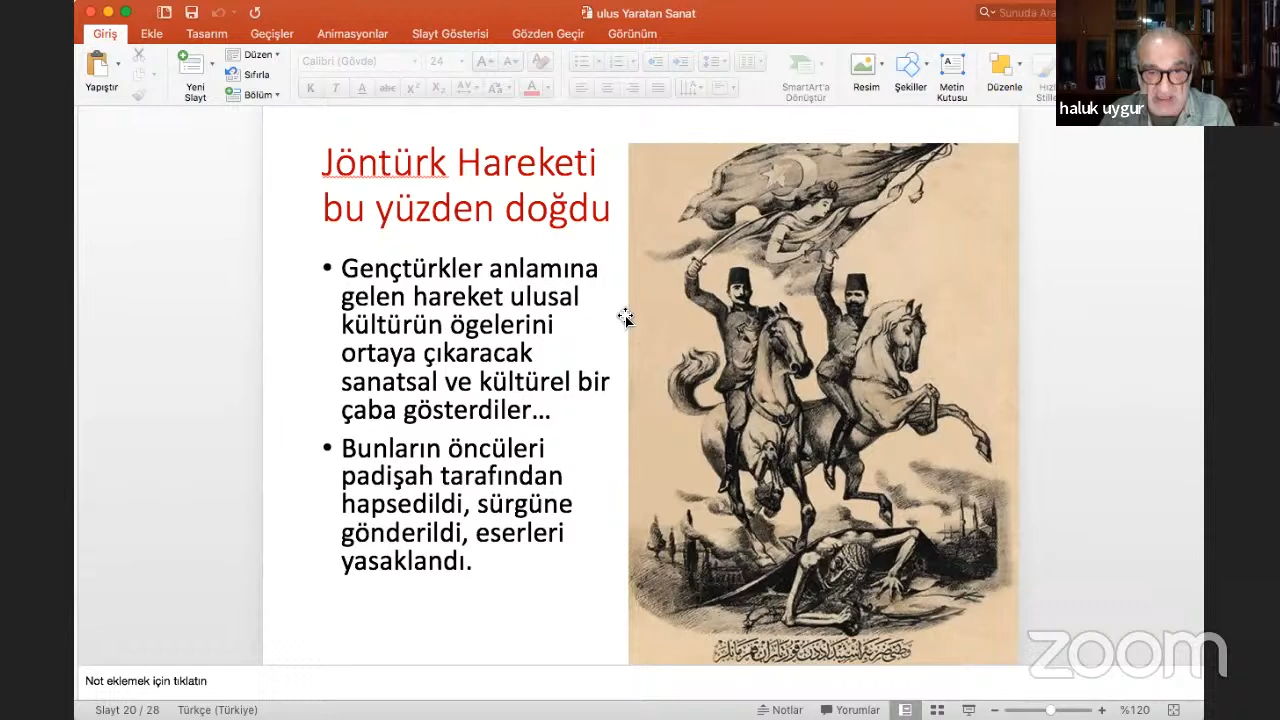 ulus Yaratan Sanat
Sunuda Ara
Giriş Ekle Tasarım Geçişler Animasyonlar Slayt Gösterisi Gözden Geçir Görünüm
Yapıştır
Yeni
Slayt
Düzen
Sıfırla
Bölüm
Calibri (Gövde) 24
SmartArt'a
Dönüştür
Resim
Şekiller
Metin
Kutusu
Düzenle
haluk uygur
Jöntürk Hareketi
bu yüzden doğdu
• Gençtürkler anlamına
gelen hareket ulusal
kültürün ögelerini
ortaya çıkaracak
sanatsal ve kültürel bir
çaba gösterdiler...
• Bunların öncüleri
padişah tarafından
hapsedildi, sürgüne
gönderildi, eserleri
yasaklandı.
zoom
Not eklemek için tıklatın
Slayt 20 / 28 Türkçe (Türkiye) Notlar Yorumlar %120